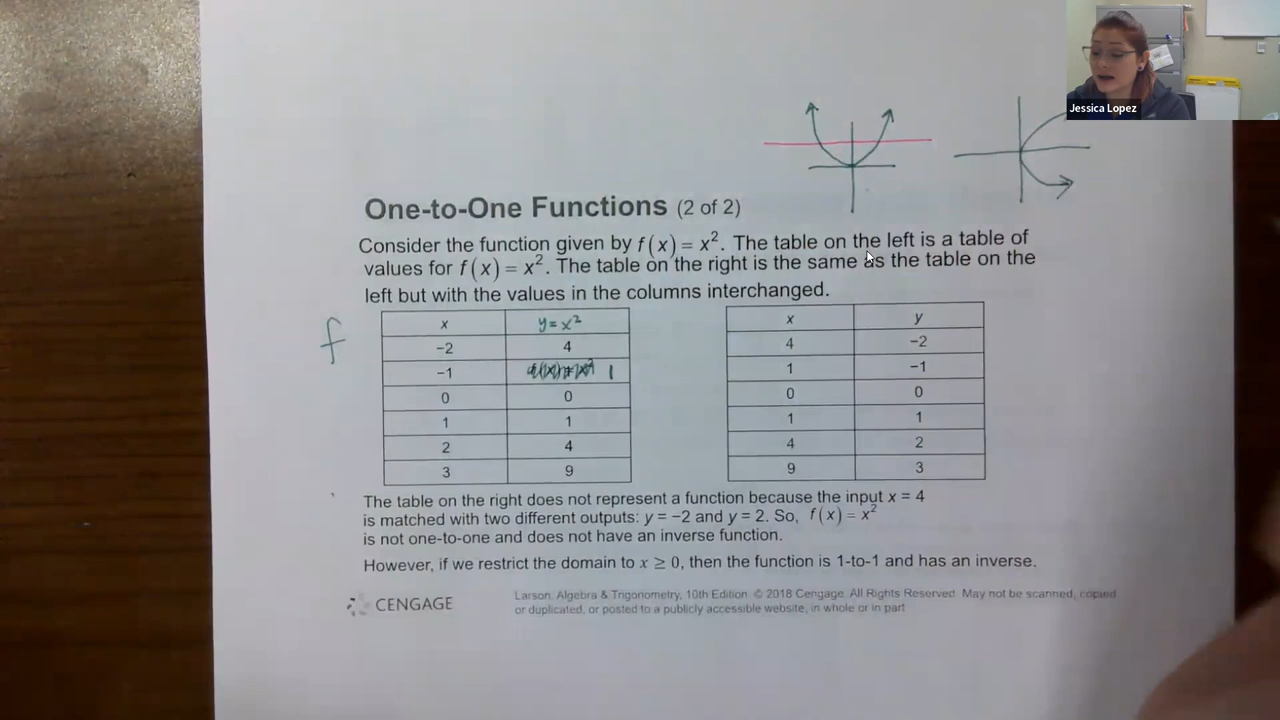 Jessica Lopez
One-to-One Functions (2 of 2)
Consider the function given by f(x) = x². The table on the left is a table of
values for f(x) = x². The table on the right is the same as the table on the
left but with the values in the columns interchanged.
f
x y = x²
−2 4
−1 1
0 0
1 1
2 4
3 9
x y
4 −2
1 −1
0 0
1 1
4 2
9 3
The table on the right does not represent a function because the input x = 4
is matched with two different outputs: y = −2 and y = 2. So, f(x) = x²
is not one-to-one and does not have an inverse function.
However, if we restrict the domain to x ≥ 0, then the function is 1-to-1 and has an inverse.
CENGAGE
Larson, Algebra & Trigonometry, 10th Edition. © 2018 Cengage. All Rights Reserved. May not be scanned, copied
or duplicated, or posted to a publicly accessible website, in whole or in part